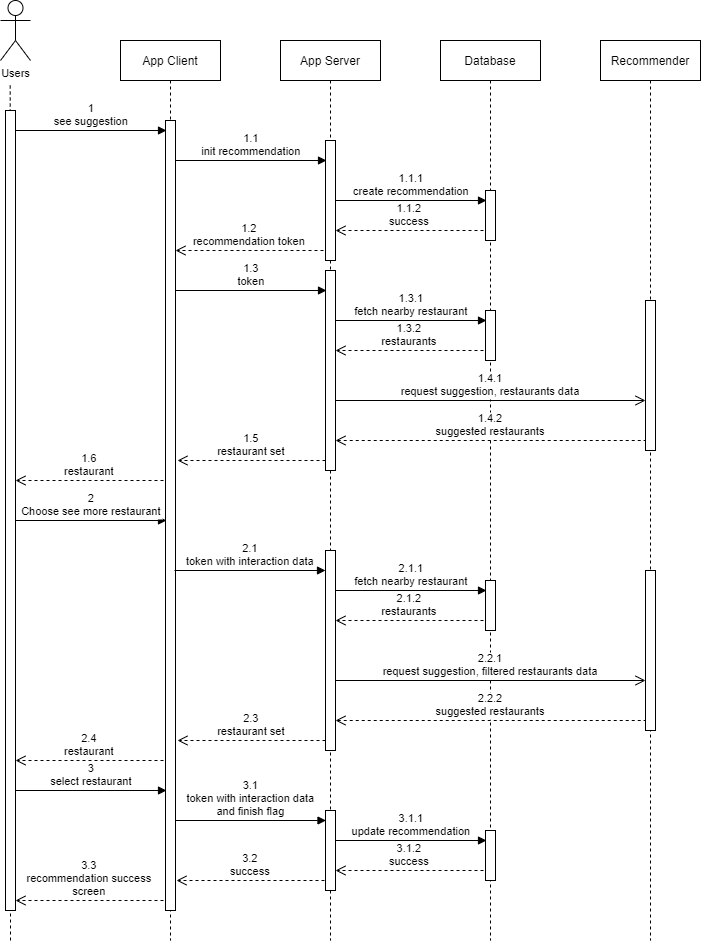 Users
App Client
App Server
Database
Recommender
1
see suggestion
1.1
init recommendation
1.1.1
create recommendation
1.1.2
success
1.2
recommendation token
1.3
token
1.3.1
fetch nearby restaurant
1.3.2
restaurants
1.4.1
request suggestion, restaurants data
1.4.2
suggested restaurants
1.5
restaurant set
1.6
restaurant
2
Choose see more restaurant
2.1
token with interaction data
2.1.1
fetch nearby restaurant
2.1.2
restaurants
2.2.1
request suggestion, filtered restaurants data
2.2.2
suggested restaurants
2.3
restaurant set
2.4
restaurant
3
select restaurant
3.1
token with interaction data
and finish flag
3.1.1
update recommendation
3.1.2
success
3.2
success
3.3
recommendation success
screen